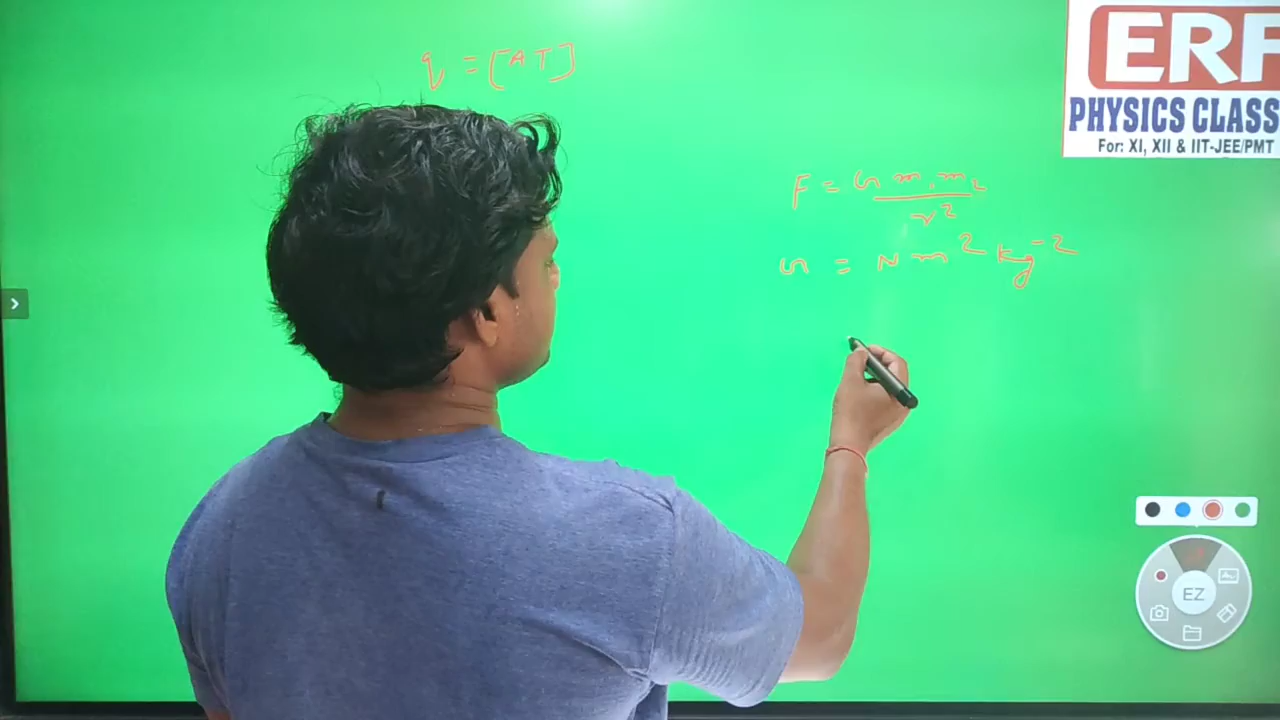 q = [AT]
ERF
PHYSICS CLASS
For: XI, XII & IIT-JEE/PMT
F = G m₁m₂
r²
G = N m² kg⁻²
EZ